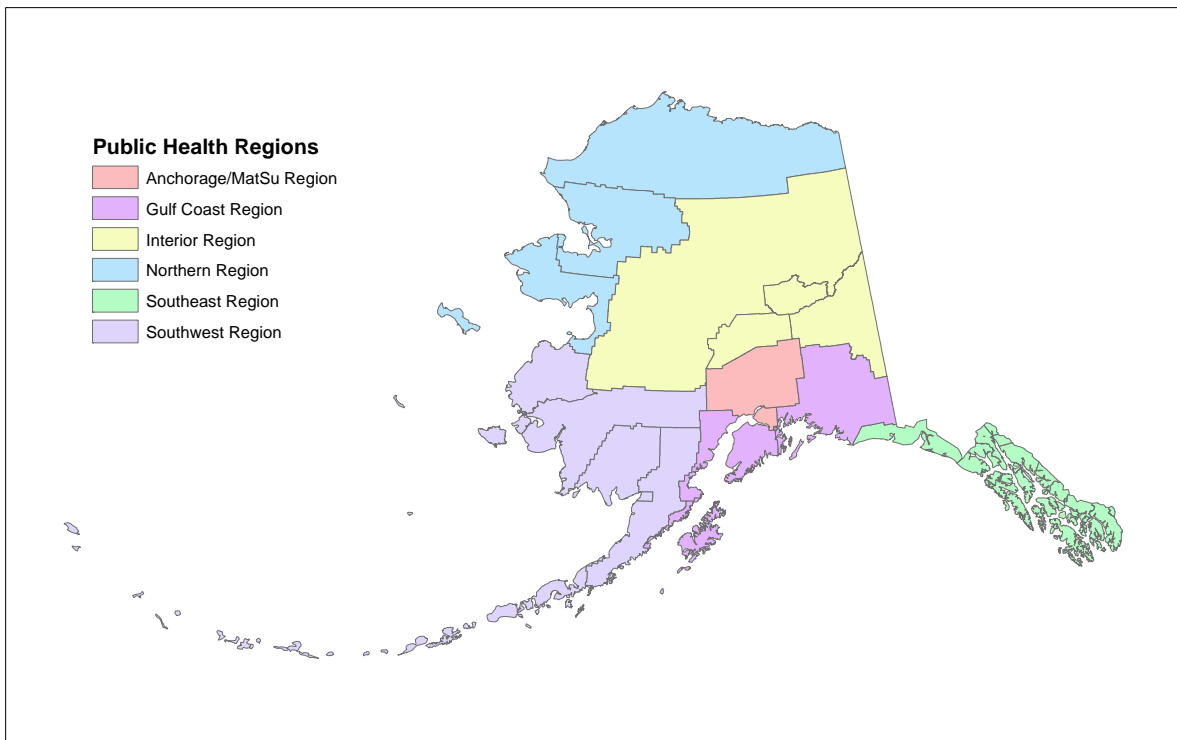 Public Health Regions
Anchorage/MatSu Region
Gulf Coast Region
Interior Region
Northern Region
Southeast Region
Southwest Region